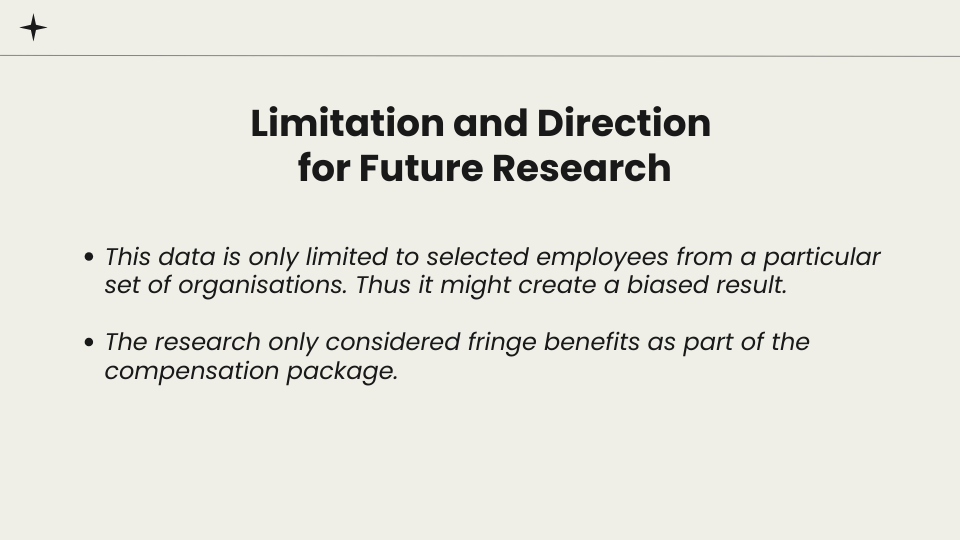 Limitation and Direction
for Future Research
• This data is only limited to selected employees from a particular
set of organisations. Thus it might create a biased result.
• The research only considered fringe benefits as part of the
compensation package.